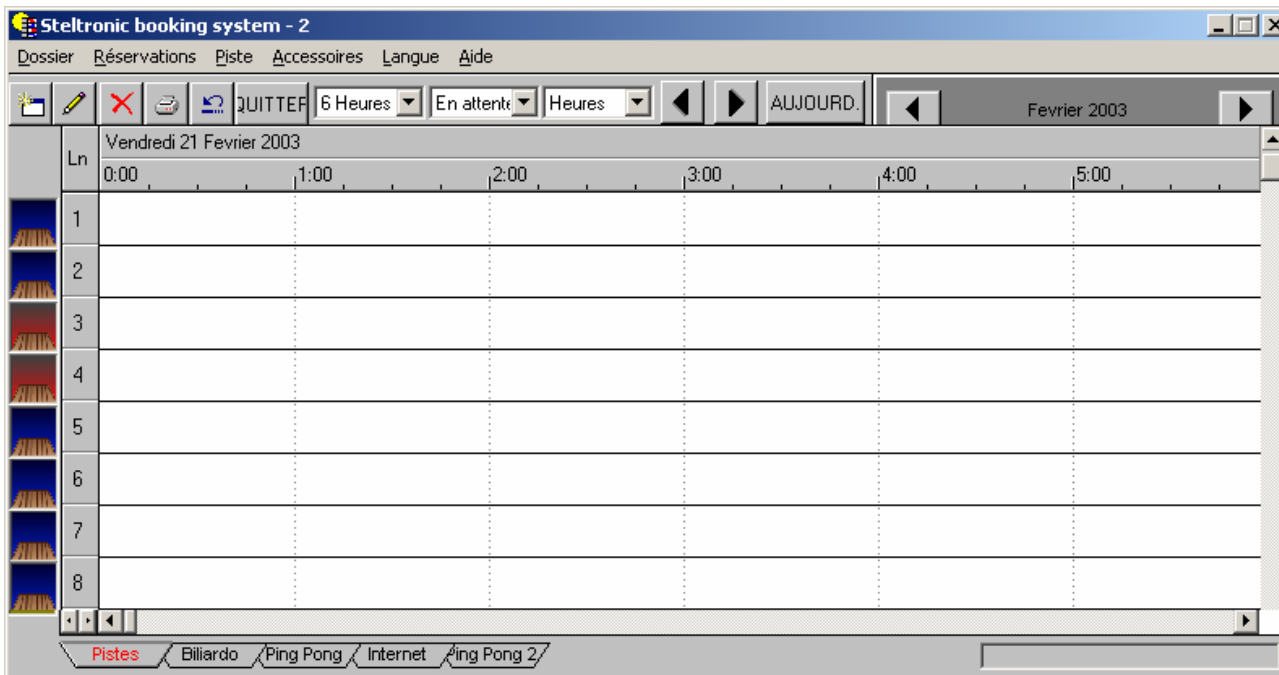 Steltronic booking system - 2
Dossier Réservations Piste Accessoires Langue Aide
QUITTER 6 Heures En attente Heures AUJOURD. Fevrier 2003
Ln Vendredi 21 Fevrier 2003
0:00 1:00 2:00 3:00 4:00 5:00
1
2
3
4
5
6
7
8
Pistes Biliardo Ping Pong Internet Ping Pong 2